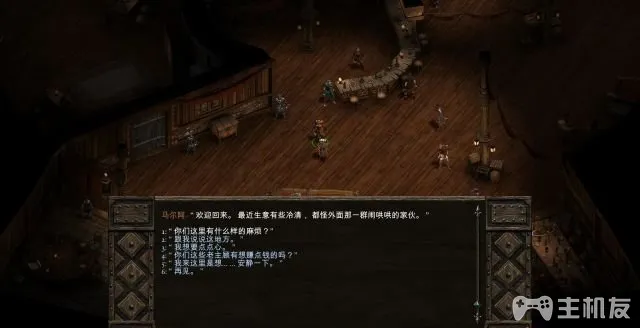 马尔阿-“欢迎回来。最近生意有些冷清，都怪外面那一群闹哄哄的家伙。”
1:“你们这里有什么样的麻烦？”
2:“跟我说说这地方。”
3:“我想要点点心。”
4:“你们这些老主顾有想赚点钱的吗？”
5:“我来这里是想……安静一下。”
6:“再见。”
主机友